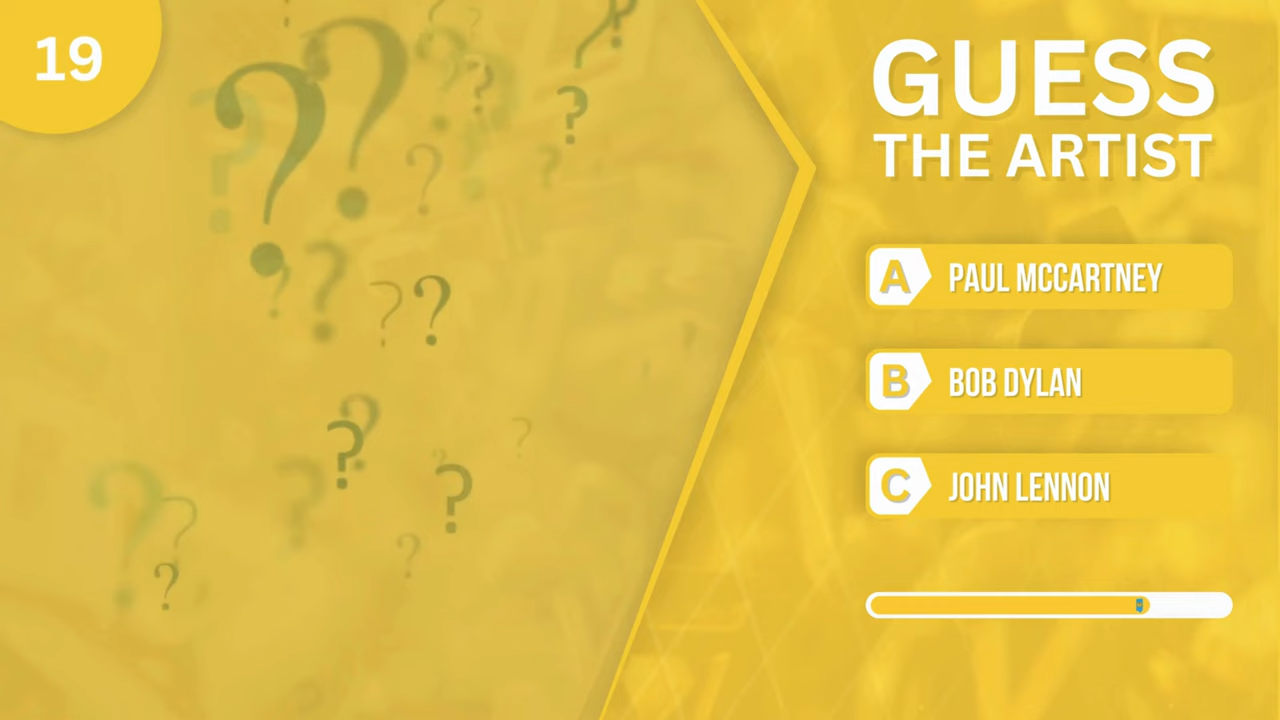 19
GUESS
THE ARTIST
A PAUL MCCARTNEY
B BOB DYLAN
C JOHN LENNON